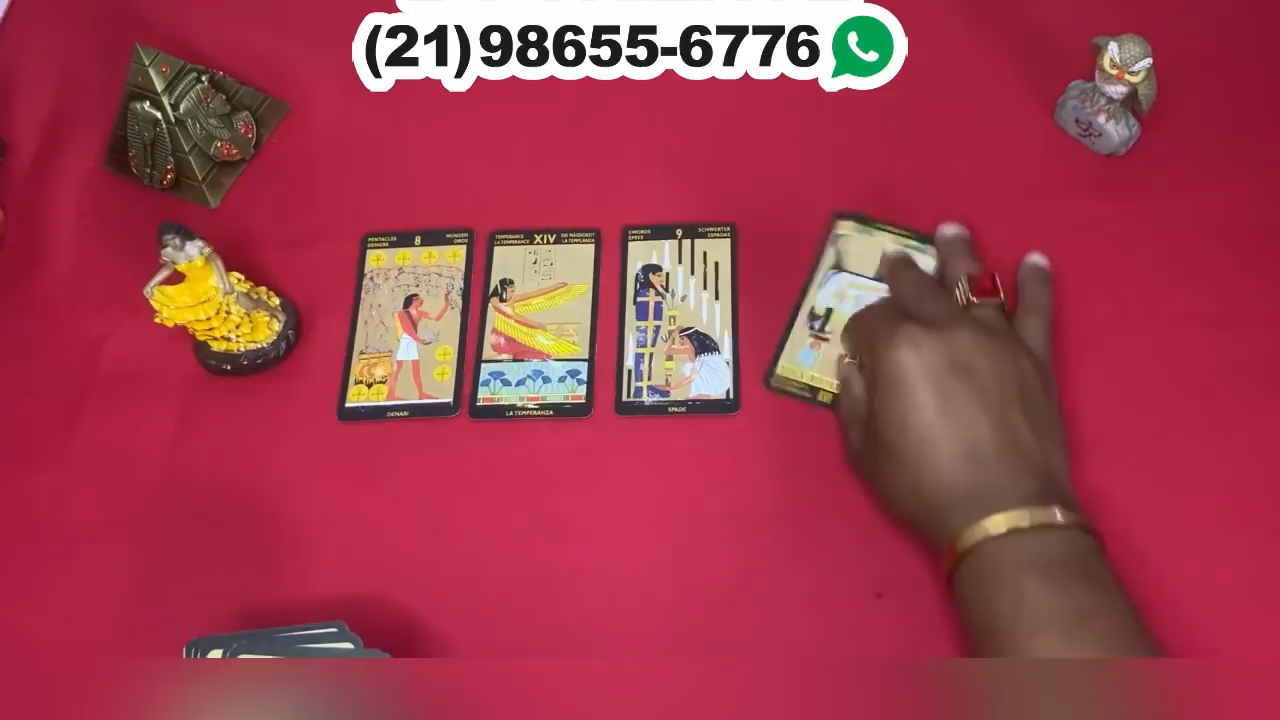 (21)98655-6776
PENTACLES
DENIERS
8
MÜNZEN
OROS
DENARI
TEMPERANCE
LA TEMPERANCE
XIV
DIE MÄSSIGKEIT
LA TEMPLANZA
LA TEMPERANZA
SWORDS
EPEES
9
SCHWERTER
ESPADAS
SPADE